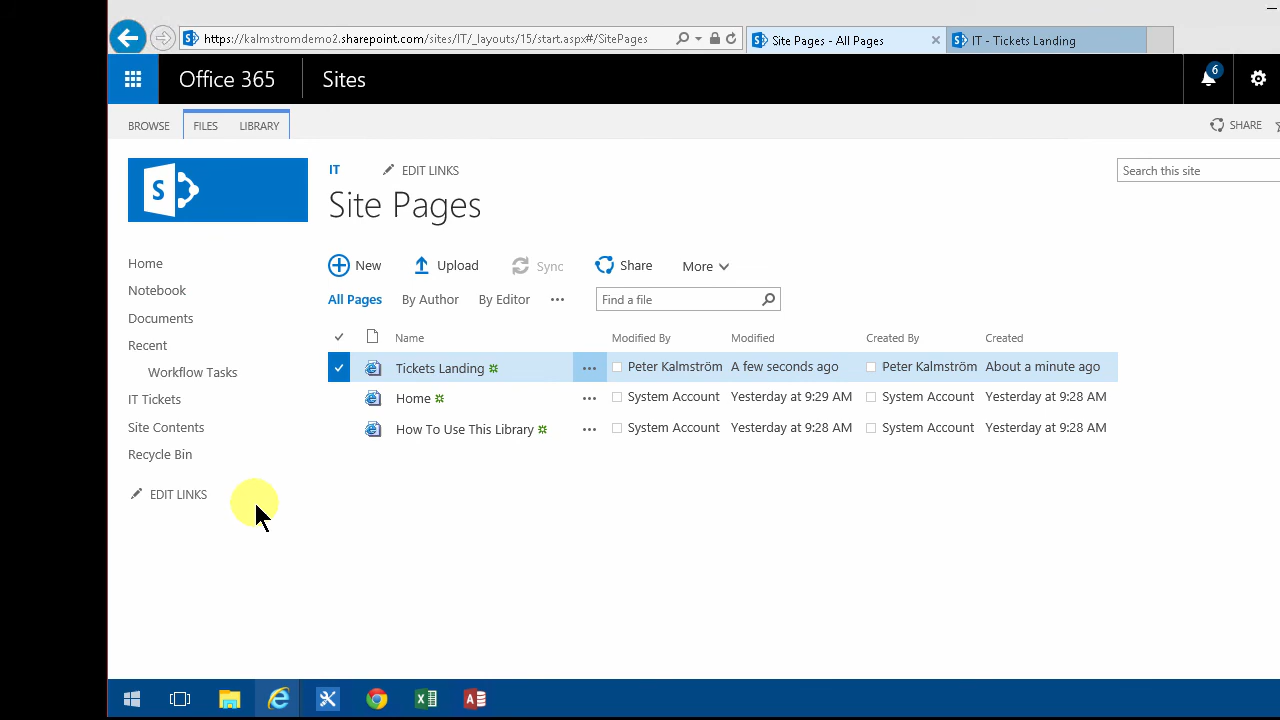 https://kalmstromdemo2.sharepoint.com/sites/IT/_layouts/15/start.aspx#/SitePages
Site Pages - All Pages
IT - Tickets Landing
Office 365
Sites
6
BROWSE
FILES
LIBRARY
SHARE
S
IT
EDIT LINKS
Search this site
Site Pages
Home
Notebook
Documents
Recent
Workflow Tasks
IT Tickets
Site Contents
Recycle Bin
EDIT LINKS
New
Upload
Sync
Share
More
All Pages
By Author
By Editor
Find a file
Name Modified By Modified Created By Created
Tickets Landing Peter Kalmström A few seconds ago Peter Kalmström About a minute ago
Home System Account Yesterday at 9:29 AM System Account Yesterday at 9:28 AM
How To Use This Library System Account Yesterday at 9:28 AM System Account Yesterday at 9:28 AM